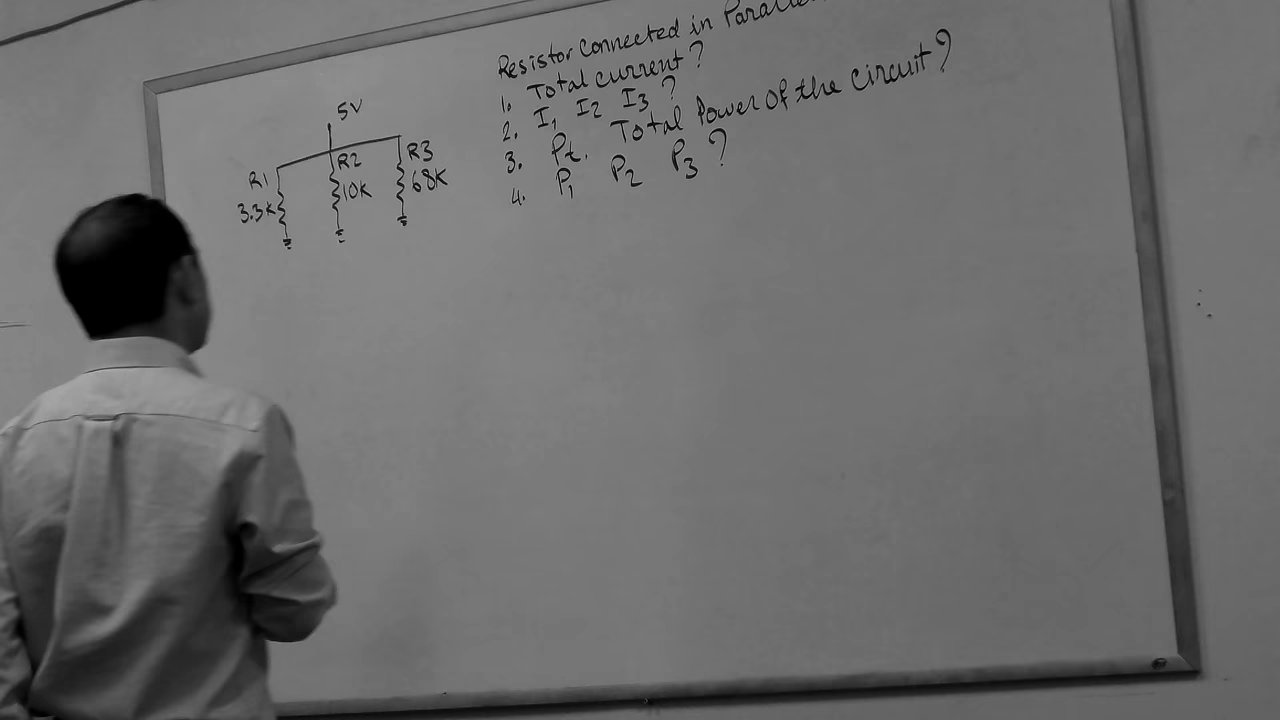 Resistor Connected in Parallel
1. Total current?
2. I1 I2 I3?
3. Pt. Total Power of the circuit?
4. P1 P2 P3?
5V
R1
3.3K
R2
10K
R3
68K